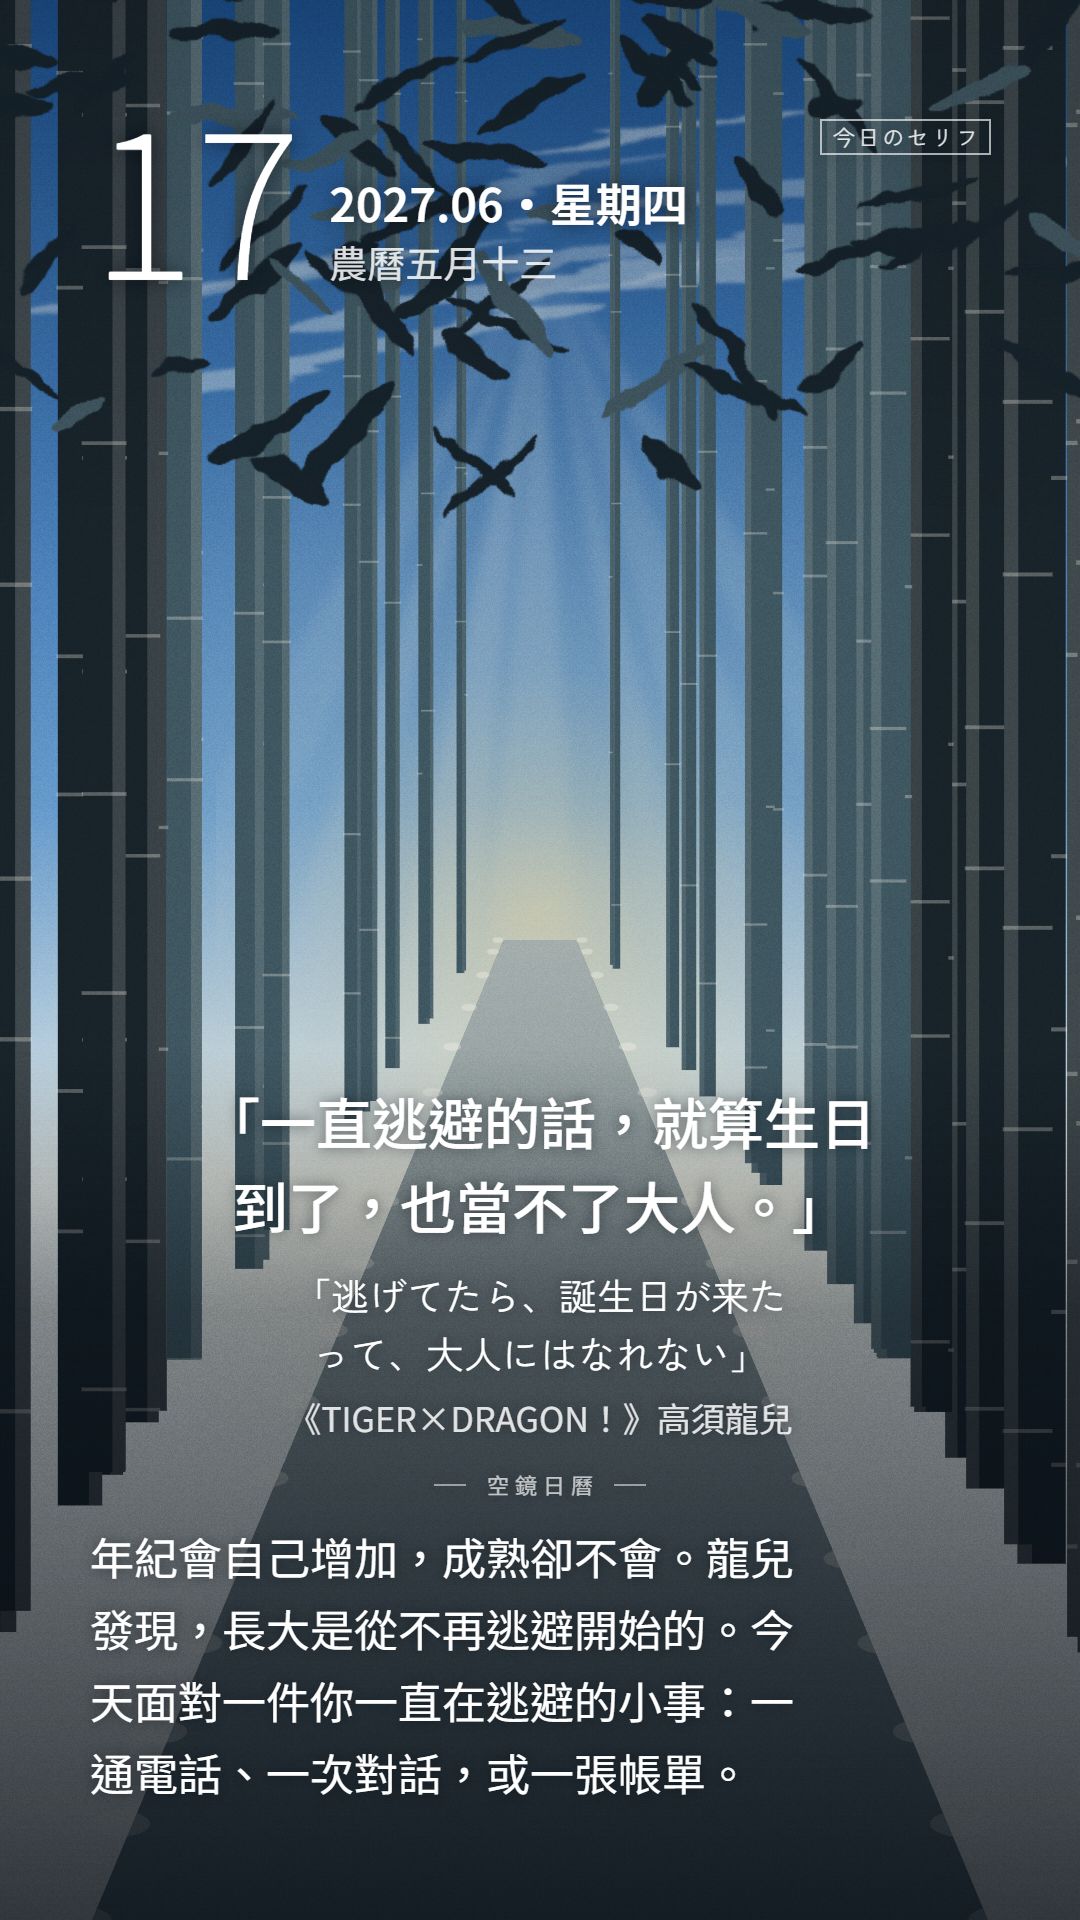 17
今日のセリフ
2027.06•星期四
農曆五月十三
「一直逃避的話，就算生日
到了，也當不了大人。」
「逃げてたら、誕生日が来た
って、大人にはなれない」
《TIGER×DRAGON！》高須龍兒
— 空鏡日曆 —
年紀會自己增加，成熟卻不會。龍兒
發現，長大是從不再逃避開始的。今
天面對一件你一直在逃避的小事：一
通電話、一次對話，或一張帳單。